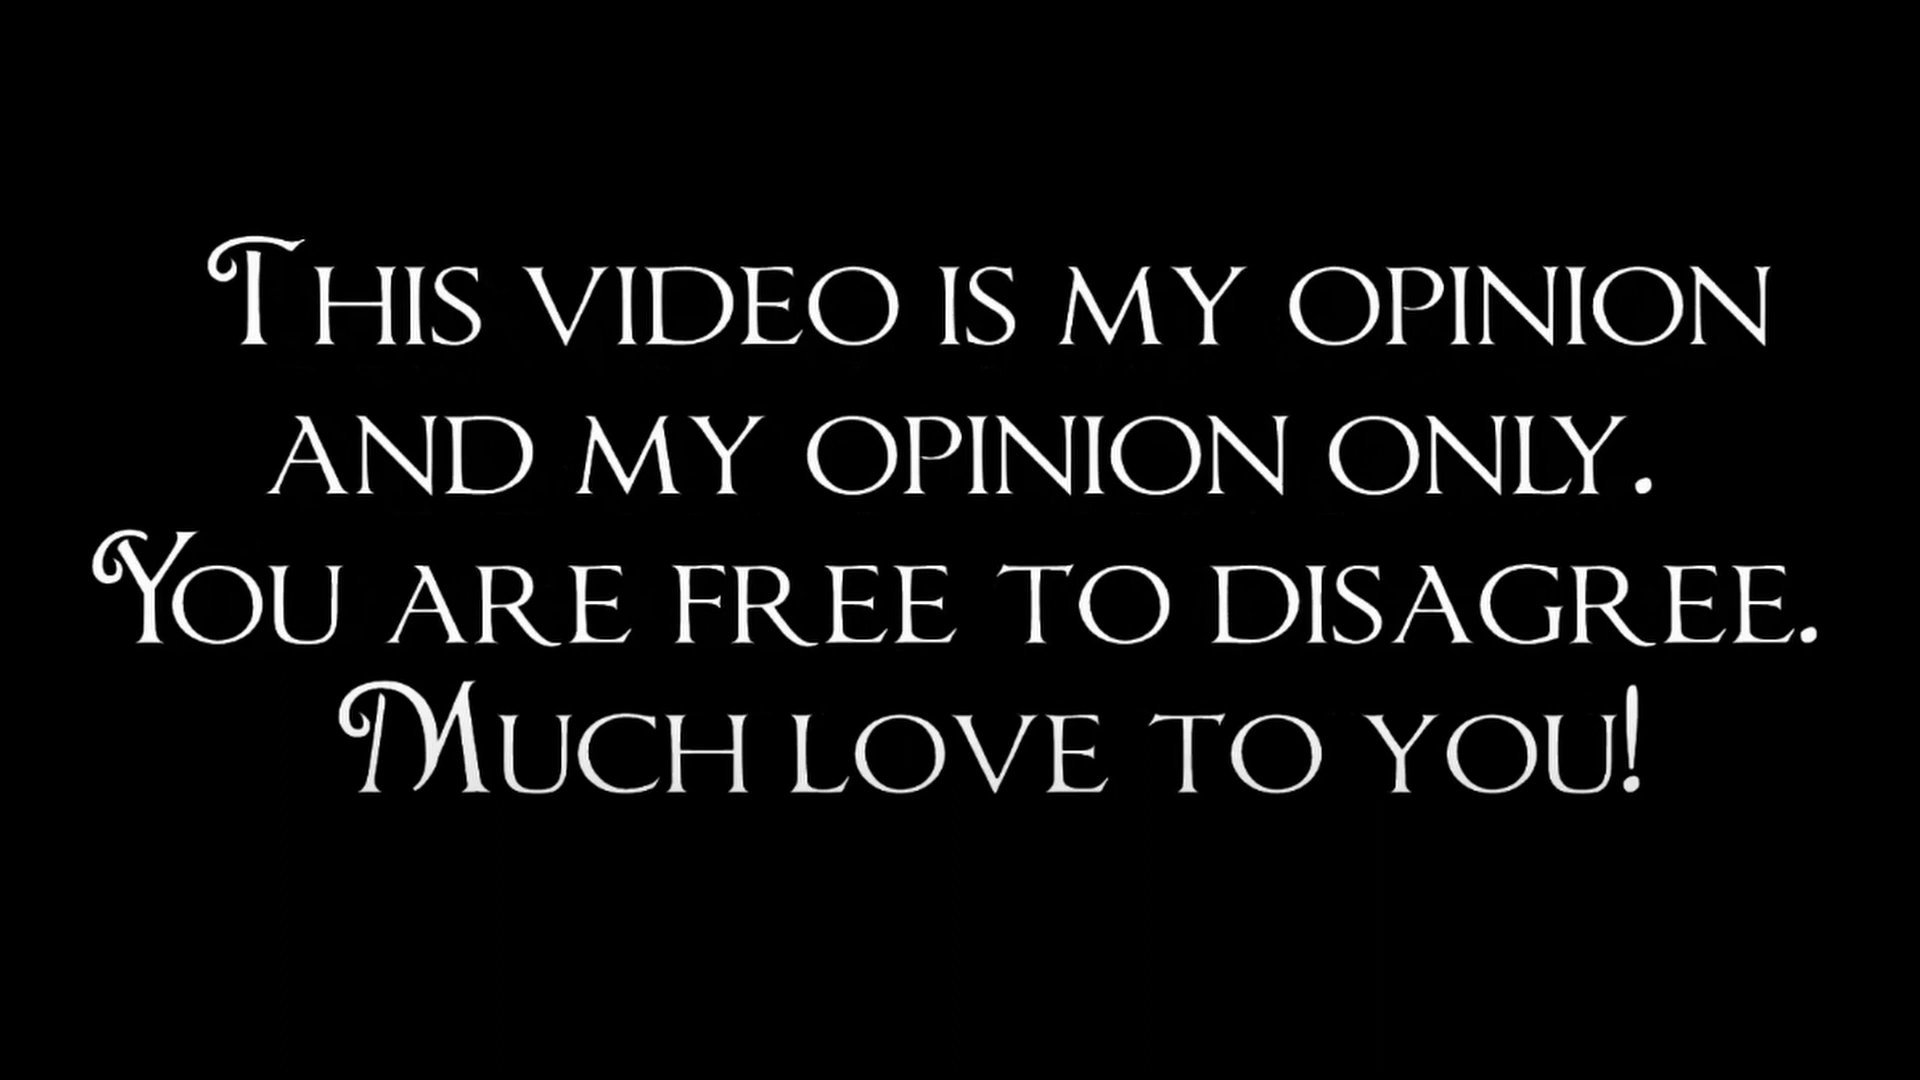 This video is my opinion
and my opinion only.
You are free to disagree.
Much love to you!